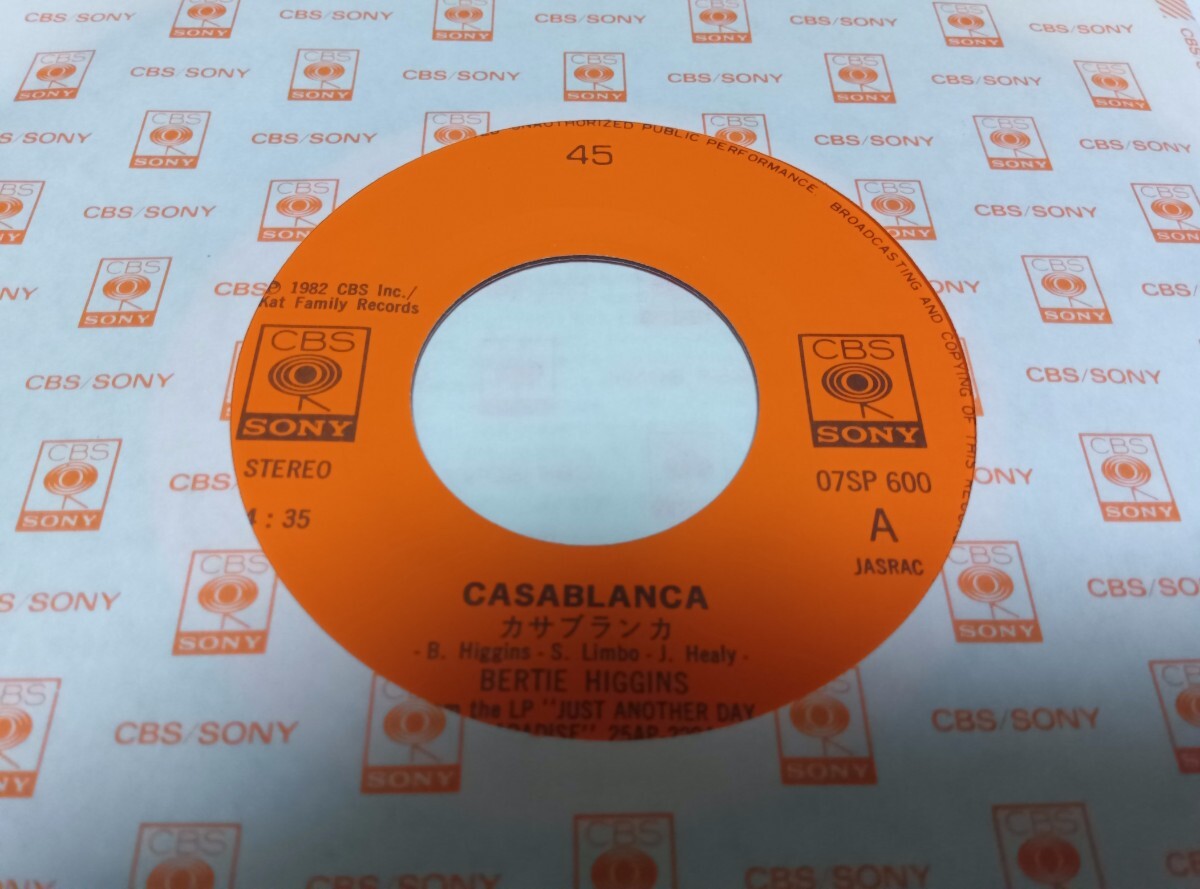 UNAUTHORIZED PUBLIC PERFORMANCE BROADCASTING AND COPYING OF THIS
45
℗ 1982 CBS Inc./
Kat Family Records
CBS
SONY
CBS
SONY
STEREO
07SP 600
4 : 35
A
JASRAC
CASABLANCA
カサブランカ
- B. Higgins - S. Limbo - J. Healy -
BERTIE HIGGINS
the LP "JUST ANOTHER DAY
25AP
CBS/SONY